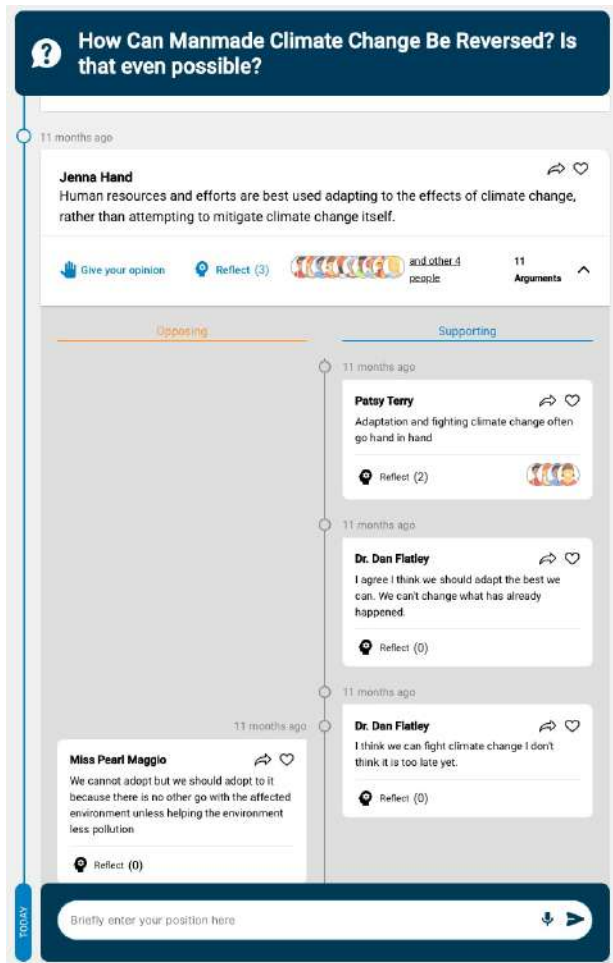 How Can Manmade Climate Change Be Reversed? Is
that even possible?
11 months ago
Jenna Hand
Human resources and efforts are best used adapting to the effects of climate change,
rather than attempting to mitigate climate change itself.
Give your opinion
Reflect (3)
and other 4
people
11
Arguments
Opposing
Supporting
11 months ago
Patsy Terry
Adaptation and fighting climate change often
go hand in hand
Reflect (2)
11 months ago
Dr. Dan Flatley
I agree I think we should adapt the best we
can. We can't change what has already
happened.
Reflect (0)
11 months ago
Dr. Dan Flatley
I think we can fight climate change I don't
think it is too late yet.
Reflect (0)
11 months ago
Miss Pearl Maggio
We cannot adopt but we should adopt to it
because there is no other go with the affected
environment unless helping the environment
less pollution
Reflect (0)
TODAY
Briefly enter your position here